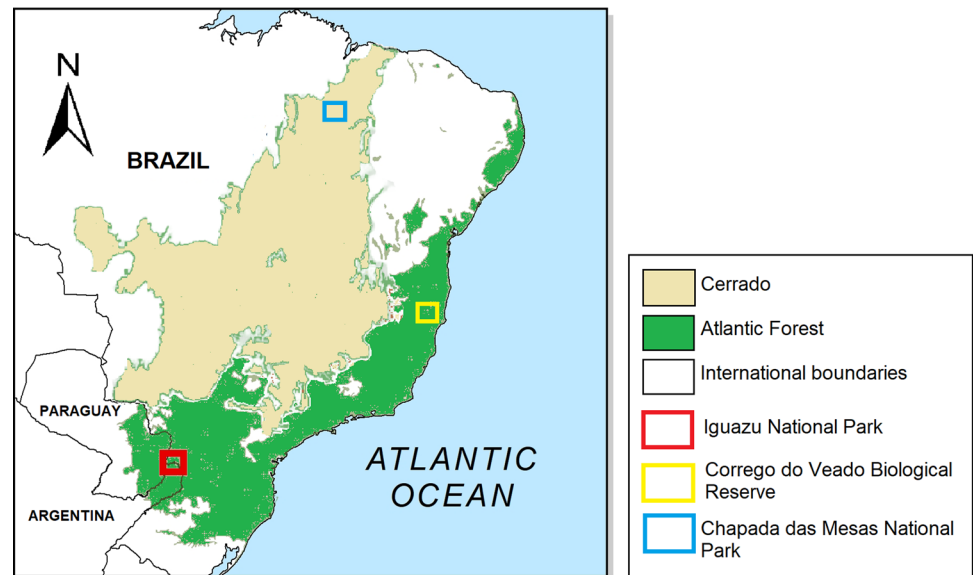 N
BRAZIL
PARAGUAY
ARGENTINA
ATLANTIC
OCEAN
Cerrado
Atlantic Forest
International boundaries
Iguazu National Park
Corrego do Veado Biological
Reserve
Chapada das Mesas National
Park